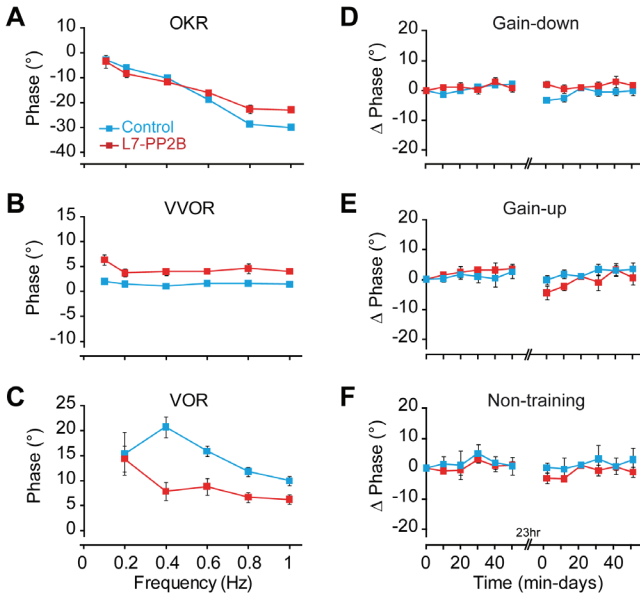 A
OKR
Phase (°)
10
0
-10
-20
-30
-40
Control
L7-PP2B
B
VVOR
Phase (°)
15
10
5
0
-5
-10
C
VOR
Phase (°)
25
20
15
10
5
0
0 0.2 0.4 0.6 0.8 1
Frequency (Hz)
D
Gain-down
Δ Phase (°)
20
10
0
-10
-20
E
Gain-up
Δ Phase (°)
20
10
0
-10
-20
F
Non-training
Δ Phase (°)
20
10
0
-10
-20
23hr
0 20 40 0 20 40
Time (min-days)